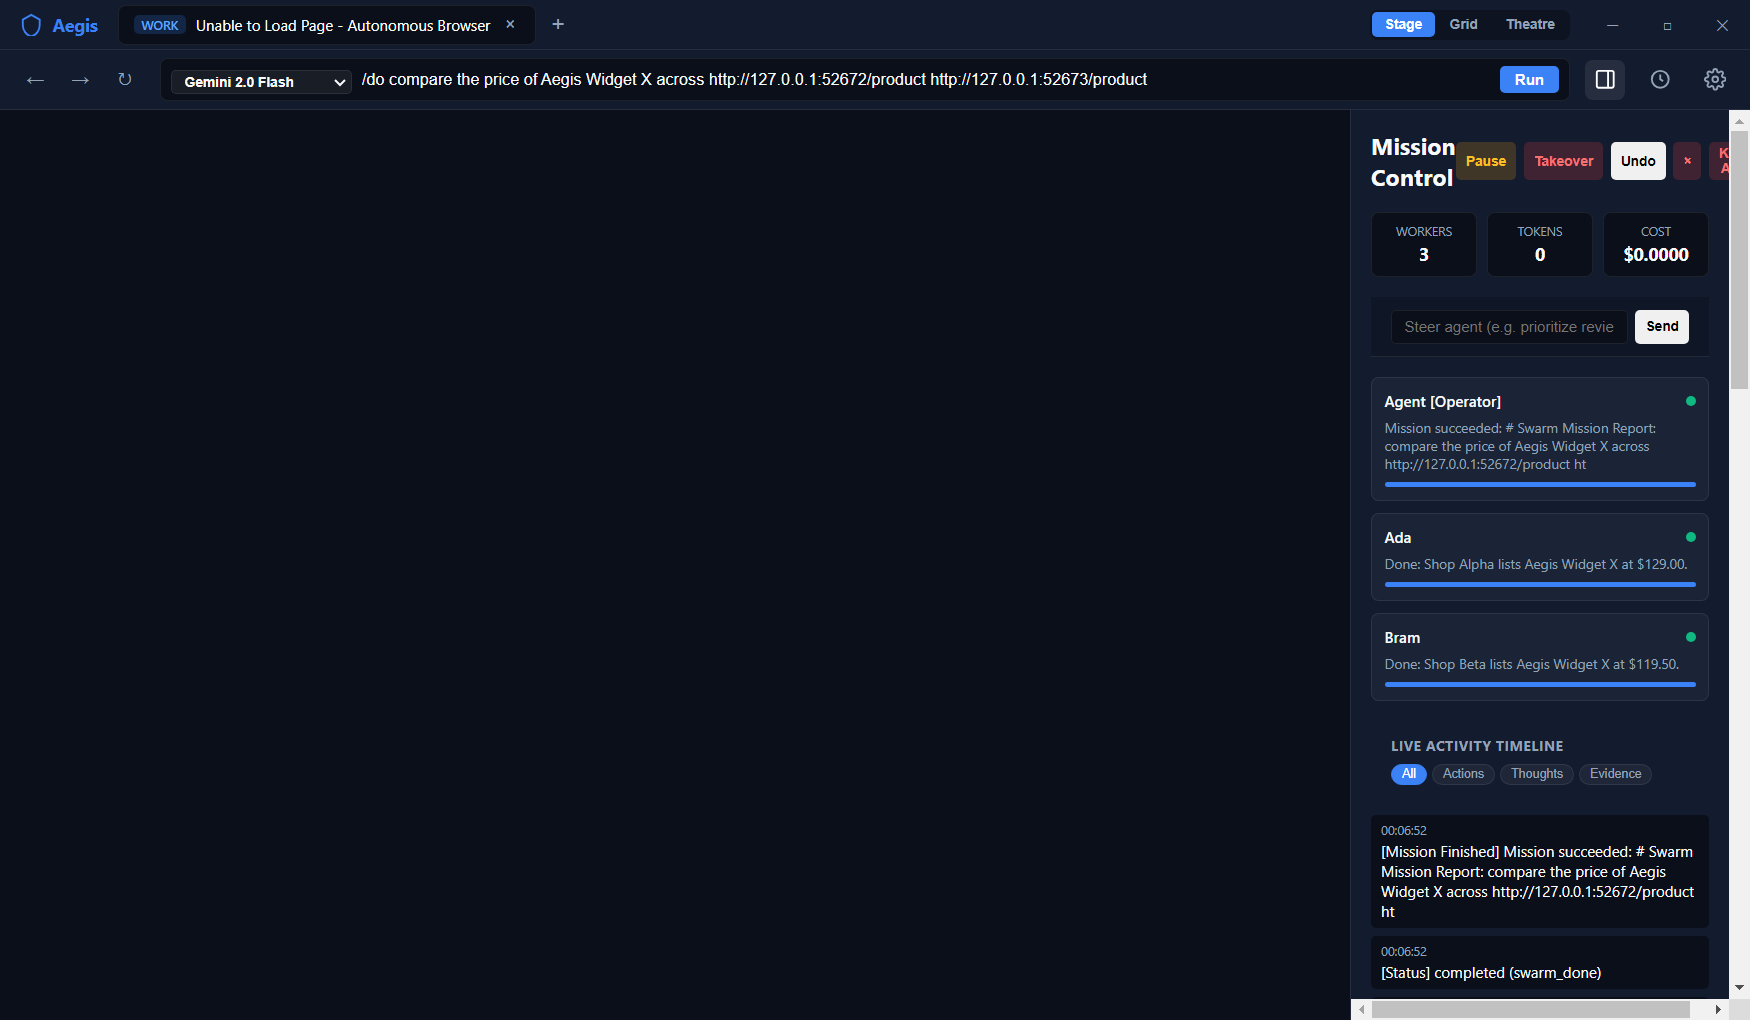 Aegis
WORK Unable to Load Page - Autonomous Browser × +
Stage Grid Theatre
Gemini 2.0 Flash /do compare the price of Aegis Widget X across http://127.0.0.1:52672/product http://127.0.0.1:52673/product Run
Mission
Control
Pause Takeover Undo ×
K
A
WORKERS TOKENS COST
3 0 $0.0000
Steer agent (e.g. prioritize revie Send
Agent [Operator]
Mission succeeded: # Swarm Mission Report:
compare the price of Aegis Widget X across
http://127.0.0.1:52672/product ht
Ada
Done: Shop Alpha lists Aegis Widget X at $129.00.
Bram
Done: Shop Beta lists Aegis Widget X at $119.50.
LIVE ACTIVITY TIMELINE
All Actions Thoughts Evidence
00:06:52
[Mission Finished] Mission succeeded: # Swarm
Mission Report: compare the price of Aegis
Widget X across http://127.0.0.1:52672/product
ht
00:06:52
[Status] completed (swarm_done)